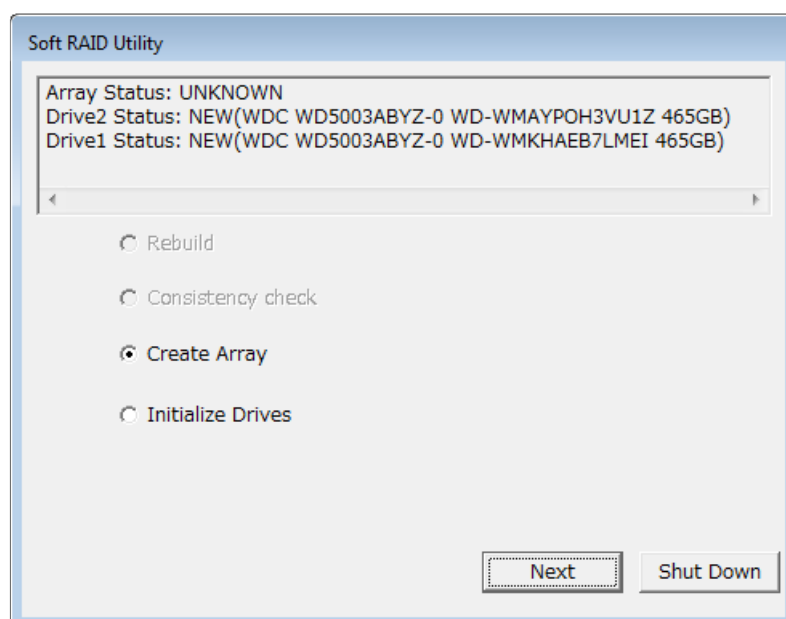 Soft RAID Utility
Array Status: UNKNOWN
Drive2 Status: NEW(WDC WD5003ABYZ-0 WD-WMAYPOH3VU1Z 465GB)
Drive1 Status: NEW(WDC WD5003ABYZ-0 WD-WMKHAEB7LMEI 465GB)
Rebuild
Consistency check
Create Array
Initialize Drives
Next
Shut Down